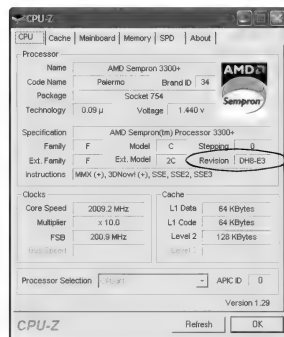 CPU-Z
CPU Cache Mainboard Memory SPD About
Processor
Name AMD Sempron 3300+
Code Name Palermo Brand ID 34
Package Socket 754
Technology 0.09 µ Voltage 1.440 v
AMD
Sempron
Specification AMD Sempron(tm) Processor 3300+
Family F Model C Stepping 0
Ext. Family F Ext. Model 2C Revision DH8-E3
Instructions MMX (+), 3DNow! (+), SSE, SSE2, SSE3
Clocks
Core Speed 2009.2 MHz
Multiplier x 10.0
FSB 200.9 MHz
Cache
L1 Data 64 KBytes
L1 Code 64 KBytes
Level 2 128 KBytes
Processor Selection APIC ID 0
Version 1.29
CPU-Z Refresh OK